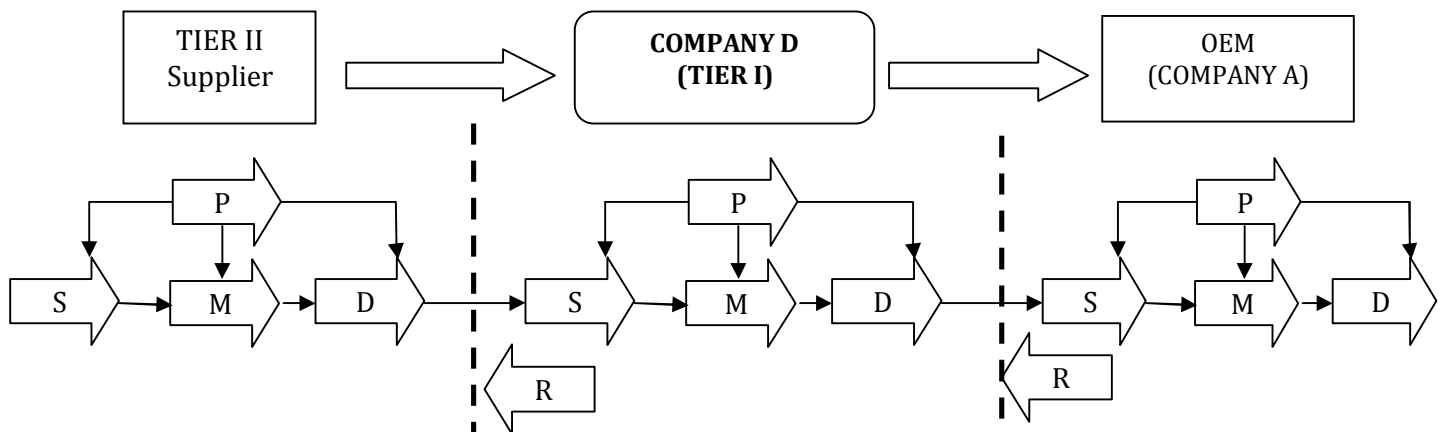 TIER II
Supplier
COMPANY D
(TIER I)
OEM
(COMPANY A)
P
P
P
S
M
D
S
M
D
S
M
D
R
R